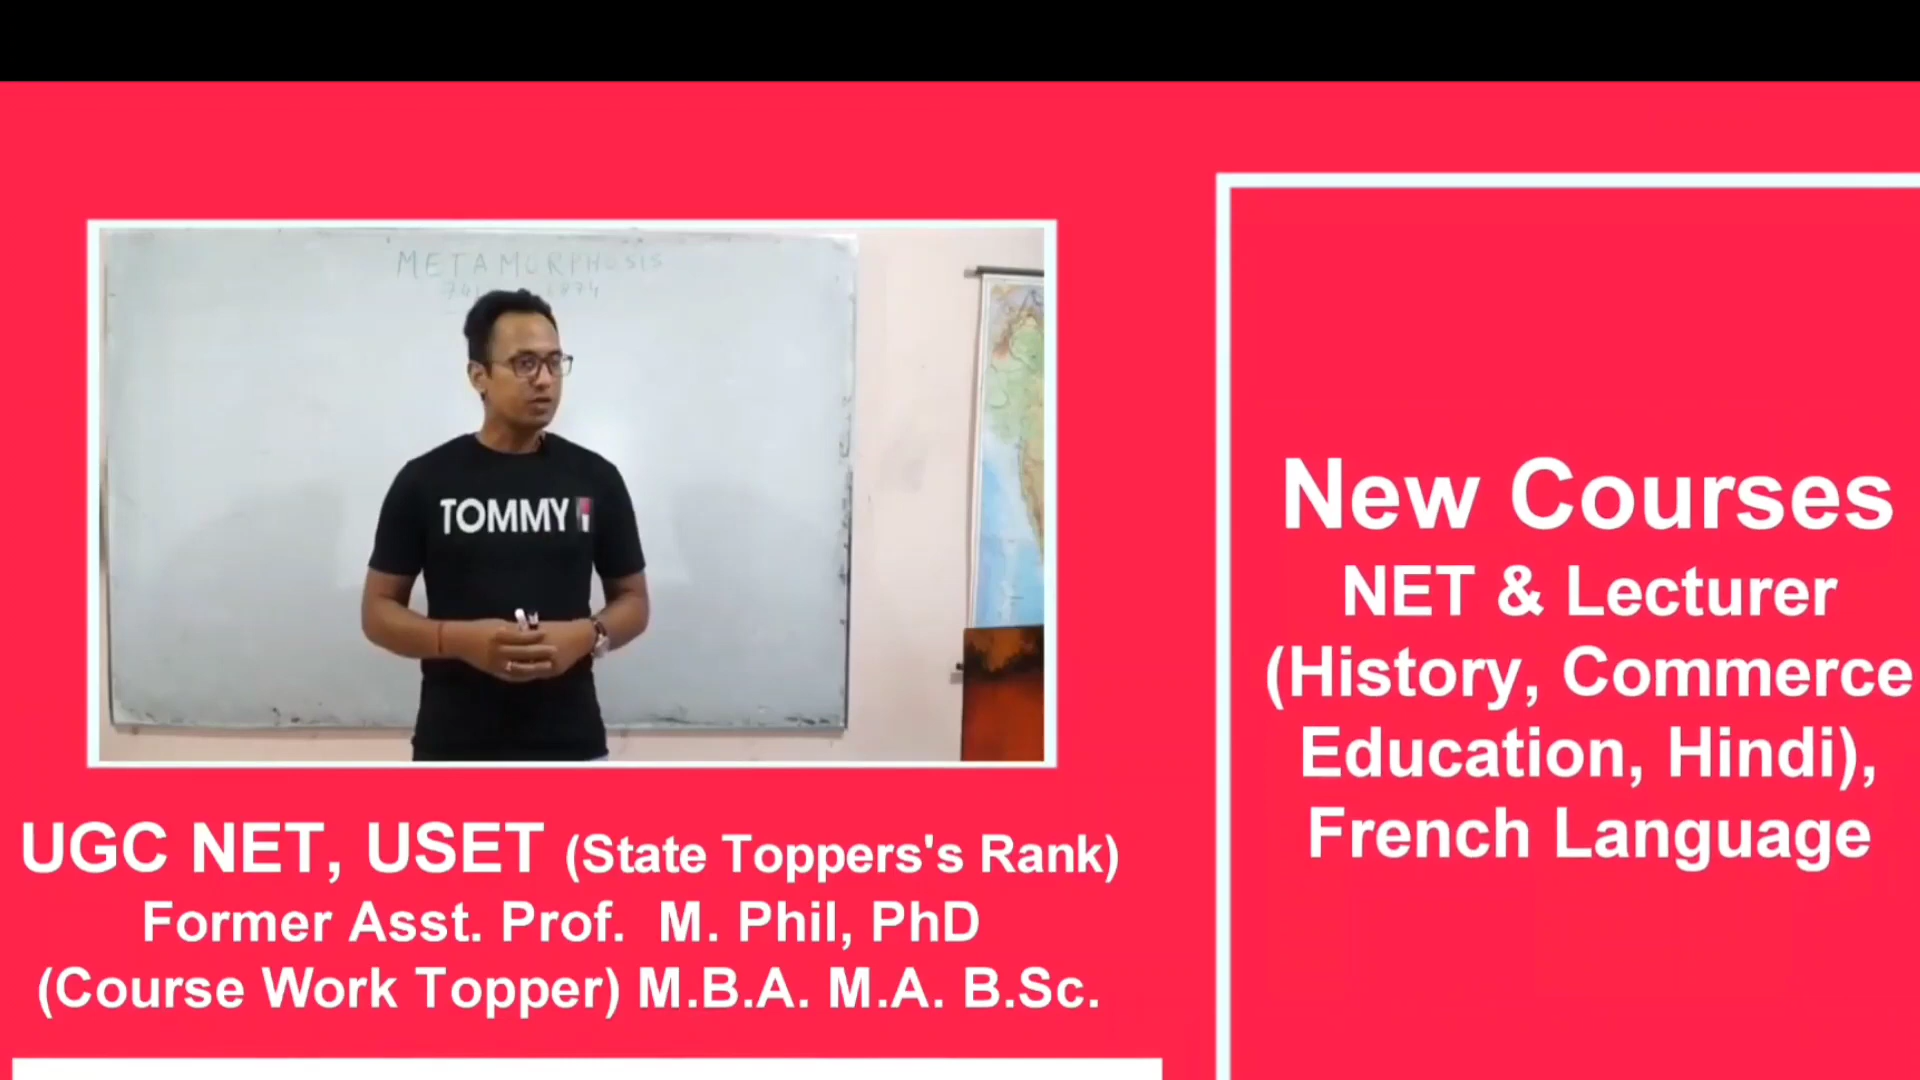 METAMORPHOSIS
TOMMY
UGC NET, USET (State Toppers's Rank)
Former Asst. Prof. M. Phil, PhD
(Course Work Topper) M.B.A. M.A. B.Sc.
New Courses
NET & Lecturer
(History, Commerce
Education, Hindi),
French Language